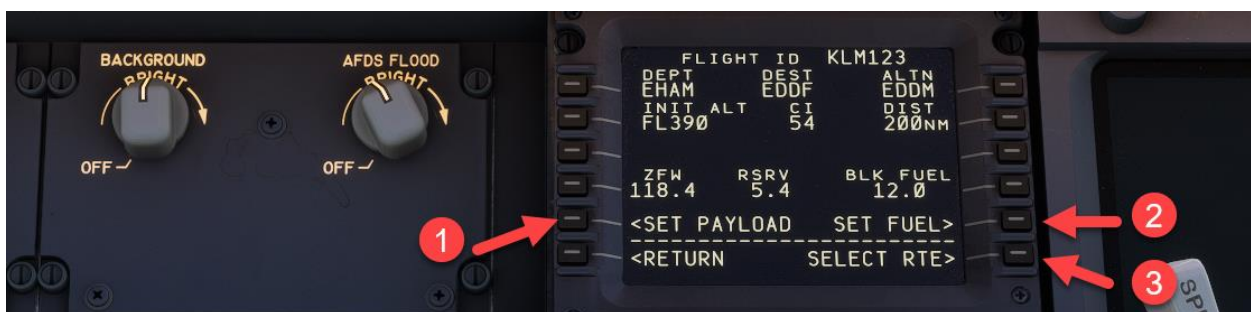 BACKGROUND
BRIGHT
OFF
AFDS FLOOD
BRIGHT
OFF
FLIGHT ID KLM123
DEPT DEST ALTN
EHAM EDDF EDDM
INIT ALT CI DIST
FL390 54 200NM
ZFW RSRV BLK FUEL
118.4 5.4 12.0
<SET PAYLOAD SET FUEL>
--------------------------------
<RETURN SELECT RTE>
1
2
3